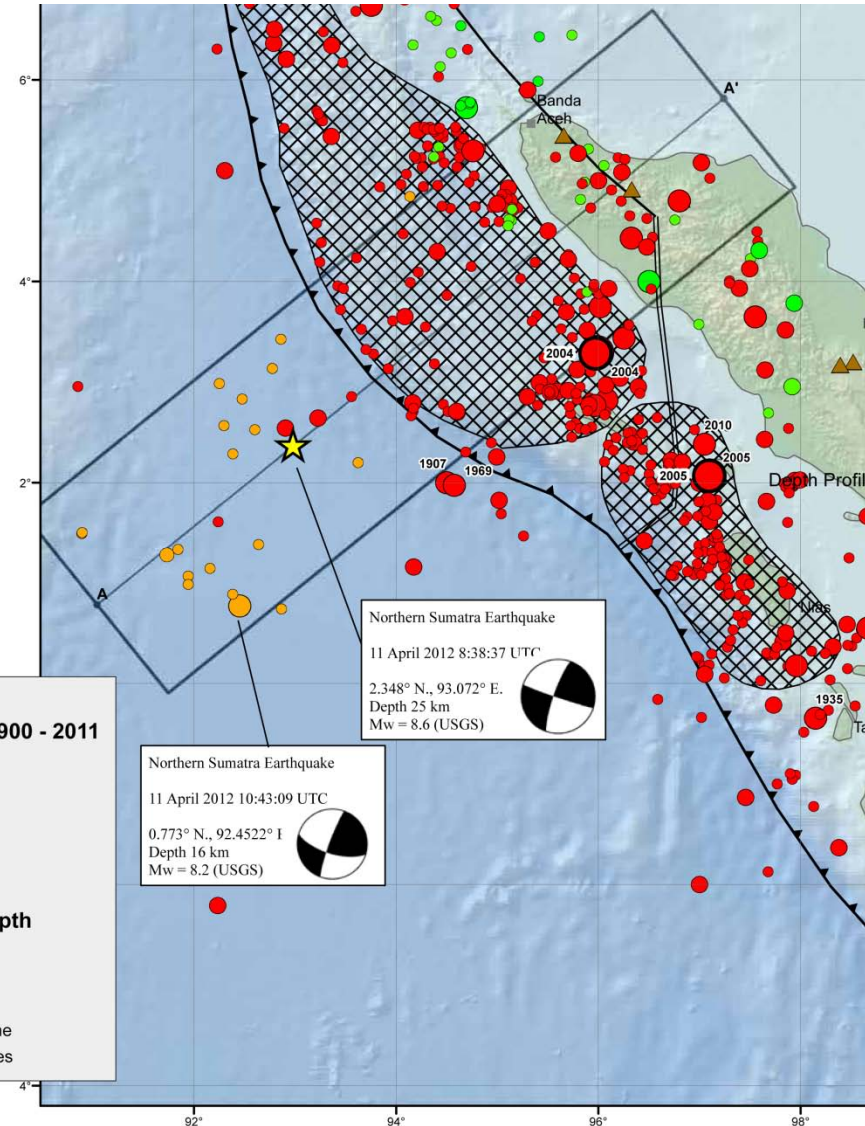 6°
A'
Banda
Aceh
4°
2004
2004
2010
2005
2005
1907
1969
2°
Depth Profil
A
Nias
Northern Sumatra Earthquake
11 April 2012 8:38:37 UTC
2.348° N., 93.072° E.
Depth 25 km
Mw = 8.6 (USGS)
900 - 2011
1935
Ta
Northern Sumatra Earthquake
11 April 2012 10:43:09 UTC
0.773° N., 92.4522° E
Depth 16 km
Mw = 8.2 (USGS)
pth
ne
es
4°
92°
94°
96°
98°